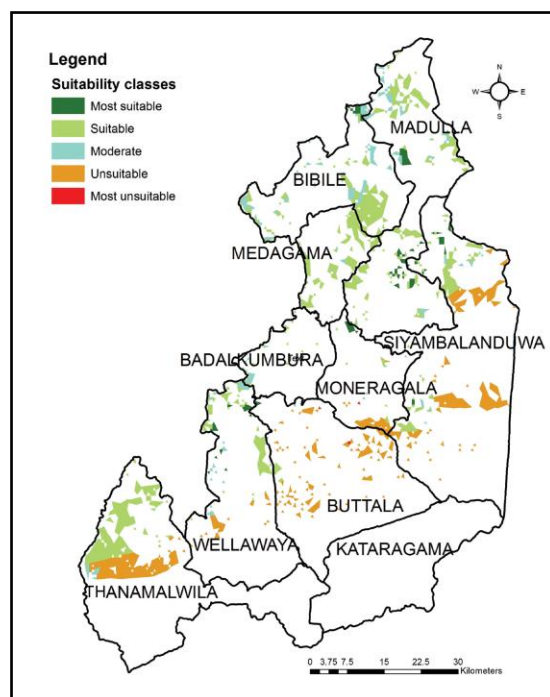 Legend
Suitability classes
Most suitable
Suitable
Moderate
Unsuitable
Most unsuitable
N
W E
S
MADULLA
BIBILE
MEDAGAMA
SIYAMBALANDUWA
BADALKUMBURA
MONERAGALA
BUTTALA
WELLAWAYA
KATARAGAMA
THANAMALWILA
0 3.75 7.5 15 22.5 30
Kilometers